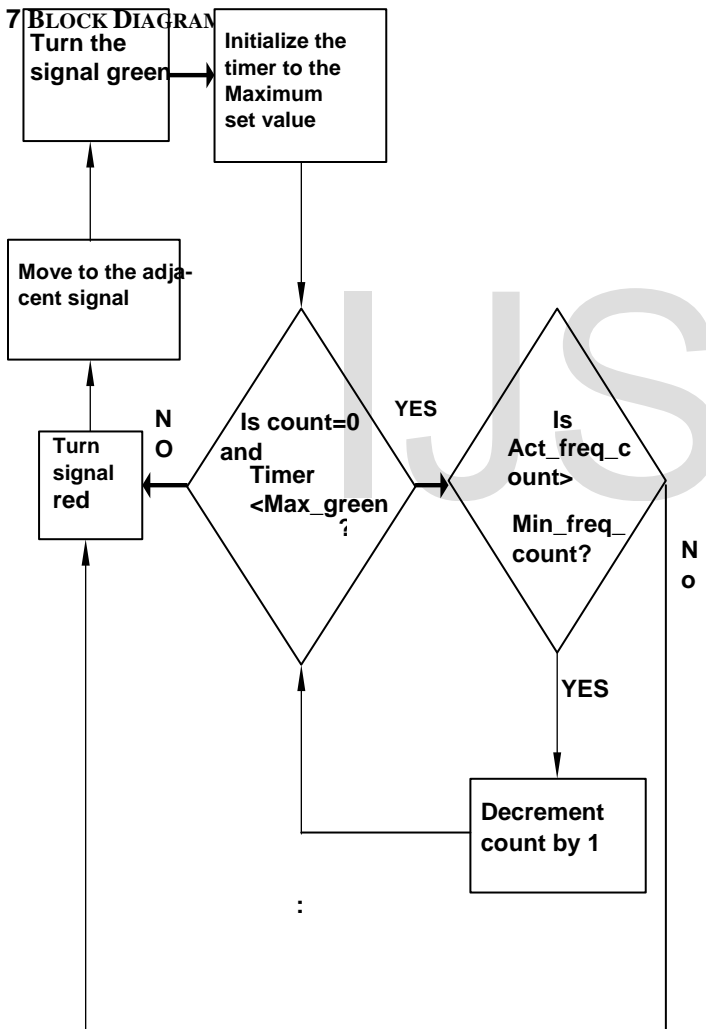 7 BLOCK DIAGRAM
Turn the
signal green
Initialize the
timer to the
Maximum
set value
Move to the adja-
cent signal
Turn
signal
red
N
O
Is count=0
and
Timer
<Max_green
?
YES
Is
Act_freq_c
ount>
Min_freq_
count?
N
o
YES
Decrement
count by 1
:
IJS